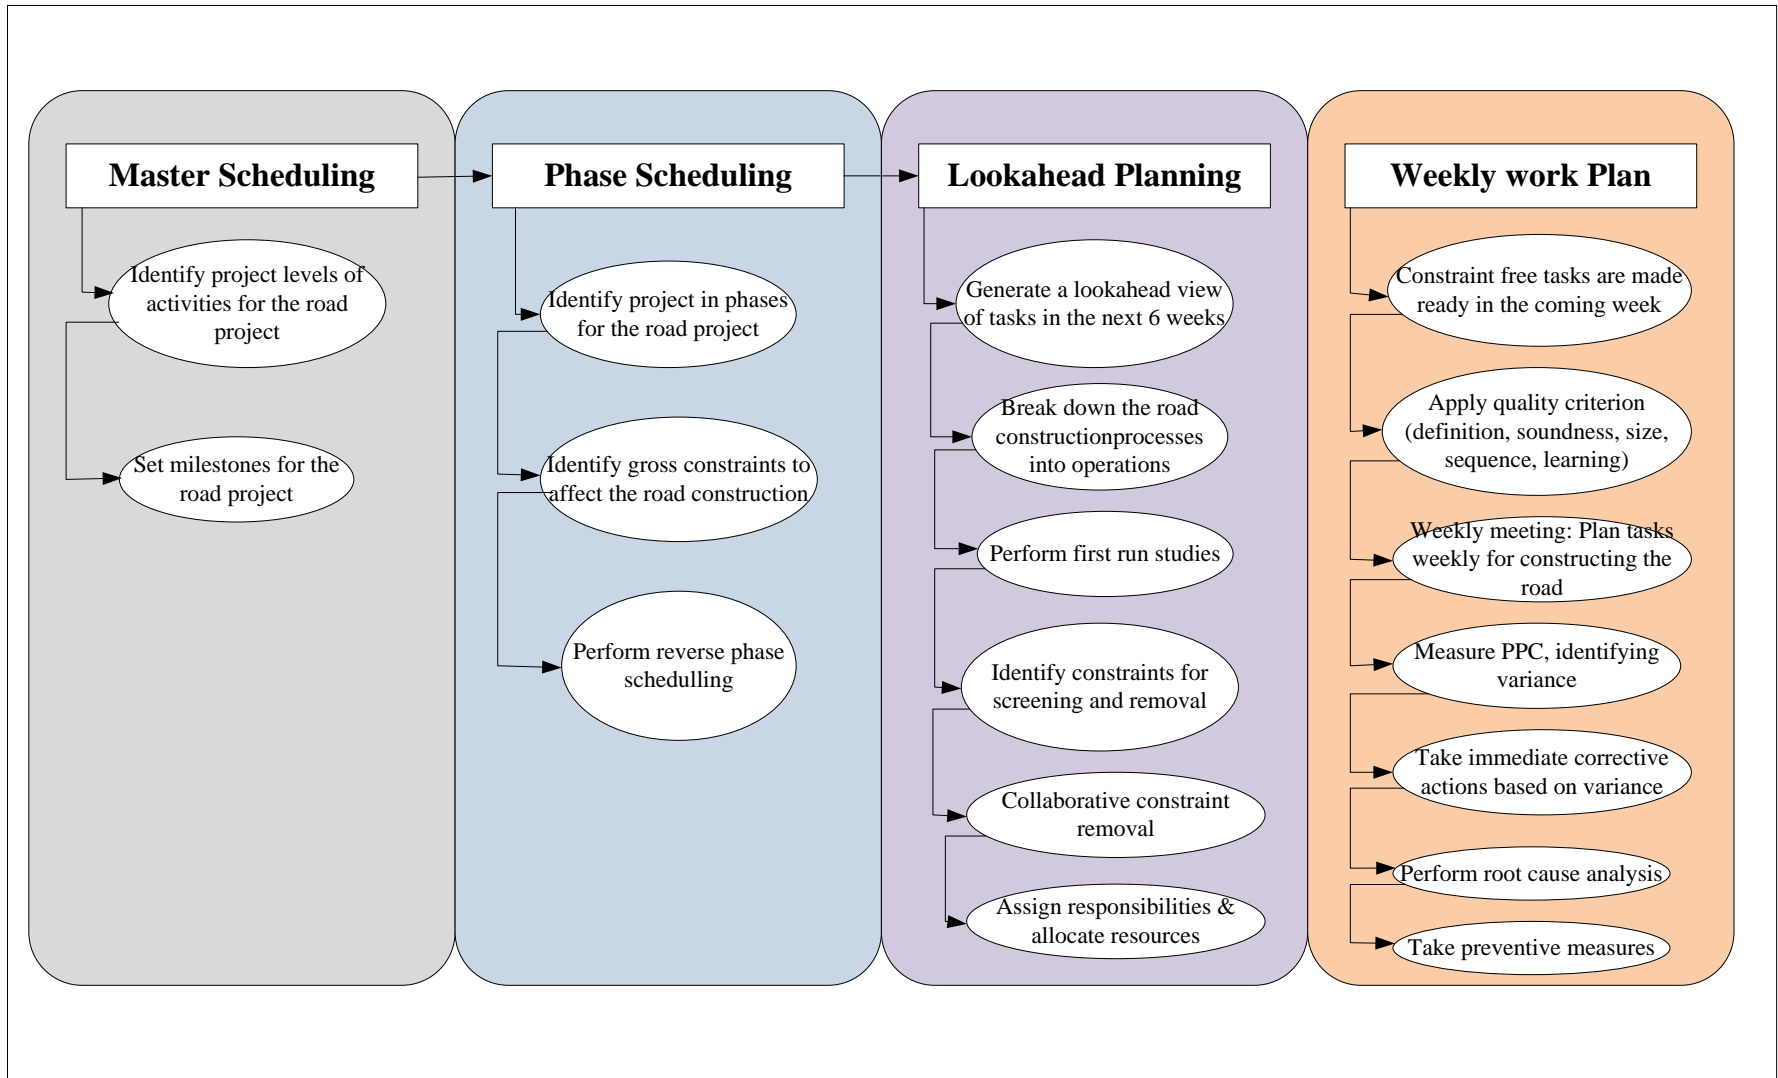 Master Scheduling
Identify project levels of
activities for the road
project
Set milestones for the
road project
Phase Scheduling
Identify project in phases
for the road project
Identify gross constraints to
affect the road construction
Perform reverse phase
schedulling
Lookahead Planning
Generate a lookahead view
of tasks in the next 6 weeks
Break down the road
constructionprocesses
into operations
Perform first run studies
Identify constraints for
screening and removal
Collaborative constraint
removal
Assign responsibilities &
allocate resources
Weekly work Plan
Constraint free tasks are made
ready in the coming week
Apply quality criterion
(definition, soundness, size,
sequence, learning)
Weekly meeting: Plan tasks
weekly for constructing the
road
Measure PPC, identifying
variance
Take immediate corrective
actions based on variance
Perform root cause analysis
Take preventive measures